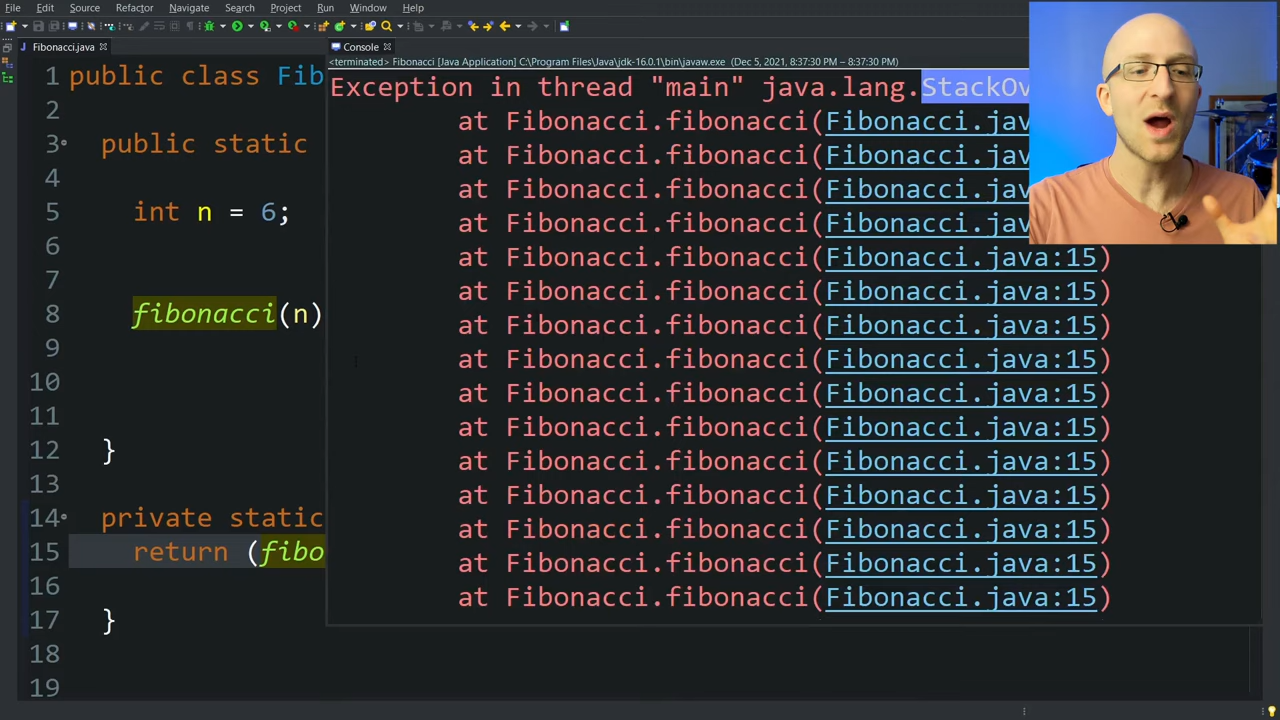 File Edit Source Refactor Navigate Search Project Run Window Help
Fibonacci.java
Console
<terminated> Fibonacci [Java Application] C:\Program Files\Java\jdk-16.0.1\bin\javaw.exe (Dec 5, 2021, 8:37:30 PM – 8:37:30 PM)
1 public class Fib
2
3 public static
4
5 int n = 6;
6
7
8 fibonacci(n)
9
10
11
12 }
13
14 private static
15 return (fibo
16
17 }
18
19
Exception in thread "main" java.lang.StackOv
at Fibonacci.fibonacci(Fibonacci.jav
at Fibonacci.fibonacci(Fibonacci.jav
at Fibonacci.fibonacci(Fibonacci.jav
at Fibonacci.fibonacci(Fibonacci.jav
at Fibonacci.fibonacci(Fibonacci.java:15)
at Fibonacci.fibonacci(Fibonacci.java:15)
at Fibonacci.fibonacci(Fibonacci.java:15)
at Fibonacci.fibonacci(Fibonacci.java:15)
at Fibonacci.fibonacci(Fibonacci.java:15)
at Fibonacci.fibonacci(Fibonacci.java:15)
at Fibonacci.fibonacci(Fibonacci.java:15)
at Fibonacci.fibonacci(Fibonacci.java:15)
at Fibonacci.fibonacci(Fibonacci.java:15)
at Fibonacci.fibonacci(Fibonacci.java:15)
at Fibonacci.fibonacci(Fibonacci.java:15)